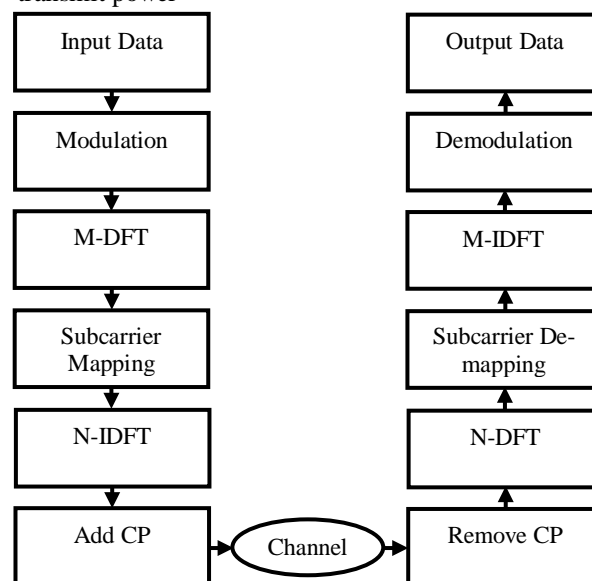 transmit power
Input Data
Modulation
M-DFT
Subcarrier
Mapping
N-IDFT
Add CP
Channel
Remove CP
N-DFT
Subcarrier De-
mapping
M-IDFT
Demodulation
Output Data